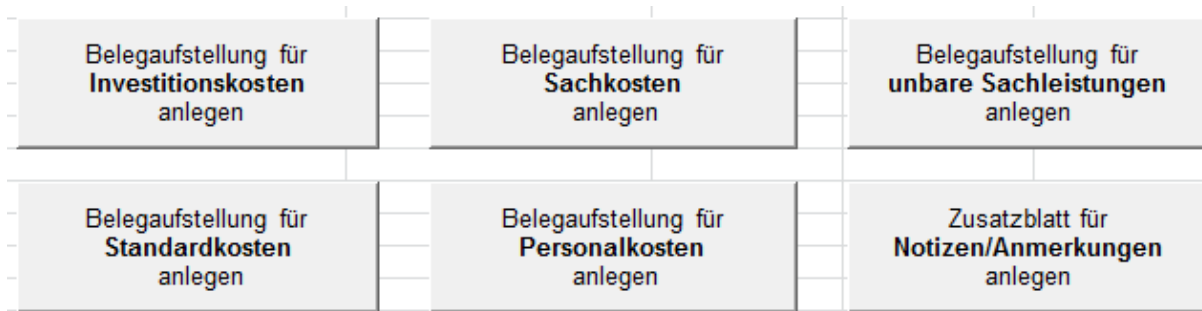 Belegaufstellung für
Investitionskosten
anlegen
Belegaufstellung für
Sachkosten
anlegen
Belegaufstellung für
unbare Sachleistungen
anlegen
Belegaufstellung für
Standardkosten
anlegen
Belegaufstellung für
Personalkosten
anlegen
Zusatzblatt für
Notizen/Anmerkungen
anlegen